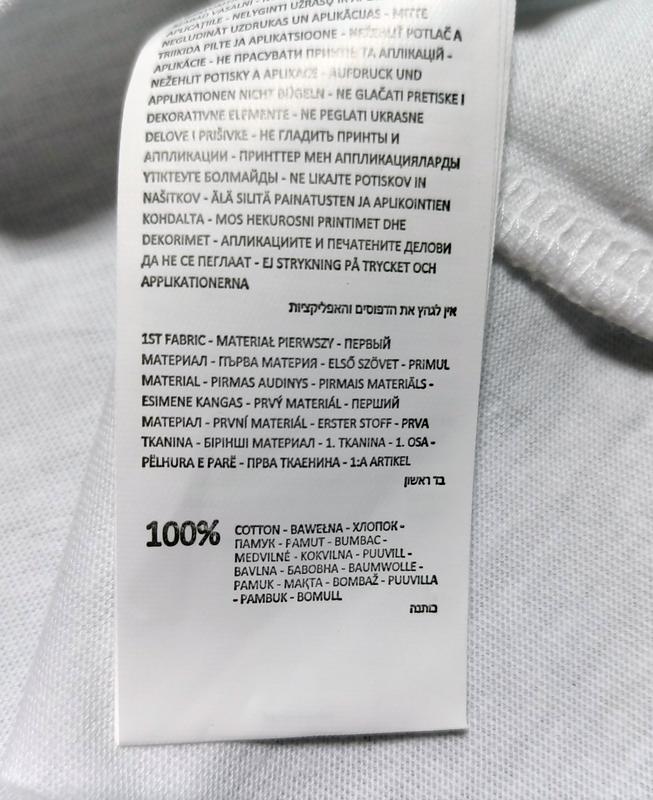 APLICAȚIILE - NELYGINTI UŽRAŠŲ IR
NEGLUDINĀT UZDRUKAS UN APLIKĀCIJAS - MITTE
TRIIKIDA PILTE JA APLIKATSIOONE - NEŽEHLIT POTLAČ A
APLIKÁCIE - НЕ ПРАСУВАТИ ПРИНТИ ТА АПЛІКАЦІЙ -
NEŽEHLIT POTISKY A APLIKACE - AUFDRUCK UND
APPLIKATIONEN NICHT BÜGELN - NE GLAČATI PRETISKE I
DEKORATIVNE ELEMENTE - NE PEGLATI UKRASNE
DELOVE I PRIŠIVKE - НЕ ГЛАДИТЬ ПРИНТЫ И
АППЛИКАЦИИ - ПРИНТТЕР МЕН АППЛИКАЦИЯЛАРДЫ
ҮТІКТЕУГЕ БОЛМАЙДЫ - NE LIKAJTE POTISKOV IN
NAŠITKOV - ÄLÄ SILITÄ PAINATUSTEN JA APLIKOINTIEN
KOHDALTA - MOS HEKUROSNI PRINTIMET DHE
DEKORIMET - АПЛИКАЦИИТЕ И ПЕЧАТЕНИТЕ ДЕЛОВИ
ДА НЕ СЕ ПЕГЛААТ - EJ STRYKNING PÅ TRYCKET OCH
APPLIKATIONERNA
אין לגהץ את הדפוסים והאפליקציות
1ST FABRIC - MATERIAŁ PIERWSZY - ПЕРВЫЙ
МАТЕРИАЛ - ПЪРВА МАТЕРИЯ - ELSŐ SZÖVET - PRIMUL
MATERIAL - PIRMAS AUDINYS - PIRMAIS MATERIĀLS -
ESIMENE KANGAS - PRVÝ MATERIÁL - ПЕРШИЙ
МАТЕРІАЛ - PRVNÍ MATERIÁL - ERSTER STOFF - PRVA
TKANINA - БІРІНШІ МАТЕРИАЛ - 1. TKANINA - 1. OSA -
PËLHURA E PARË - ПРВА ТКАЕНИНА - 1:A ARTIKEL
בד ראשון
100% COTTON - BAWEŁNA - ХЛОПОК -
ПАМУК - PAMUT - BUMBAC -
MEDVILNĖ - KOKVILNA - PUUVILL -
BAVLNA - БАВОВНА - BAUMWOLLE -
PAMUK - МАҚТА - BOMBAŽ - PUUVILLA
- PAMBUK - BOMULL
כותנה